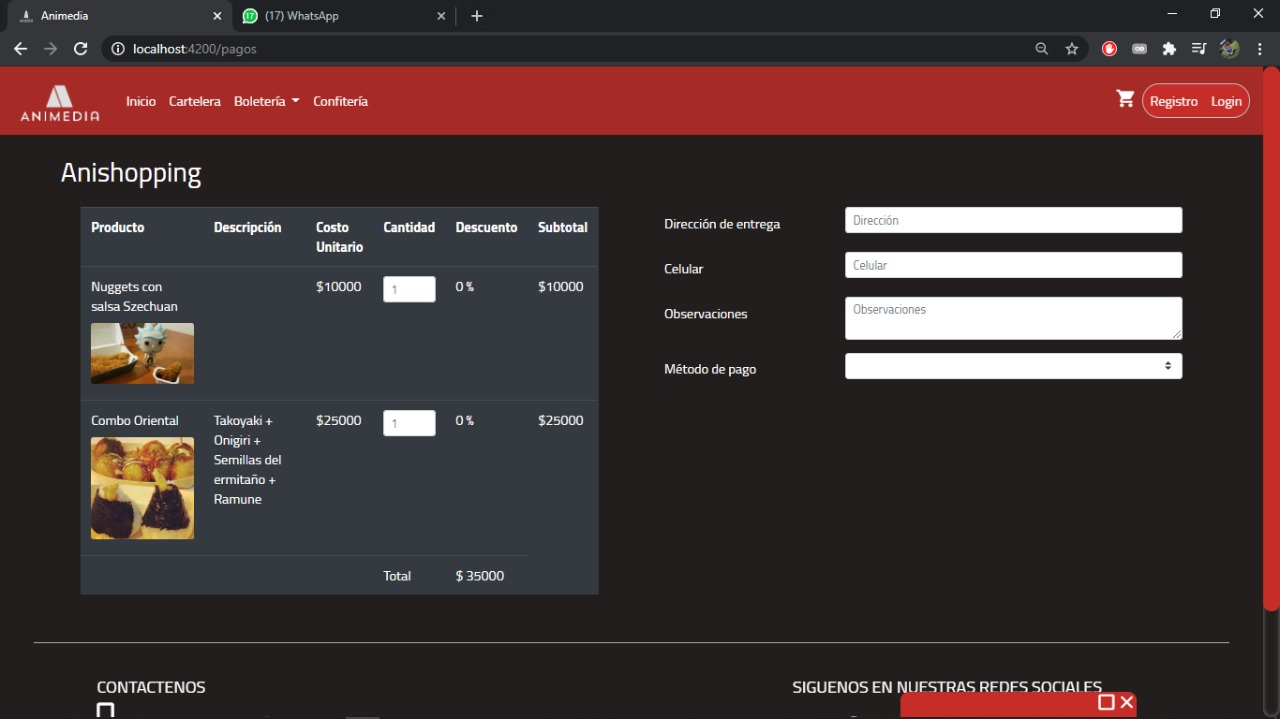 Animedia
(17) WhatsApp
localhost:4200/pagos
ANIMEDIA
Inicio Cartelera Boletería Confitería
Registro Login
Anishopping
Producto Descripción Costo Unitario Cantidad Descuento Subtotal
Nuggets con salsa Szechuan $10000 1 0 % $10000
Combo Oriental Takoyaki + Onigiri + Semillas del ermitaño + Ramune $25000 1 0 % $25000
Total $ 35000
Dirección de entrega Dirección
Celular Celular
Observaciones Observaciones
Método de pago
CONTACTENOS
SIGUENOS EN NUESTRAS REDES SOCIALES